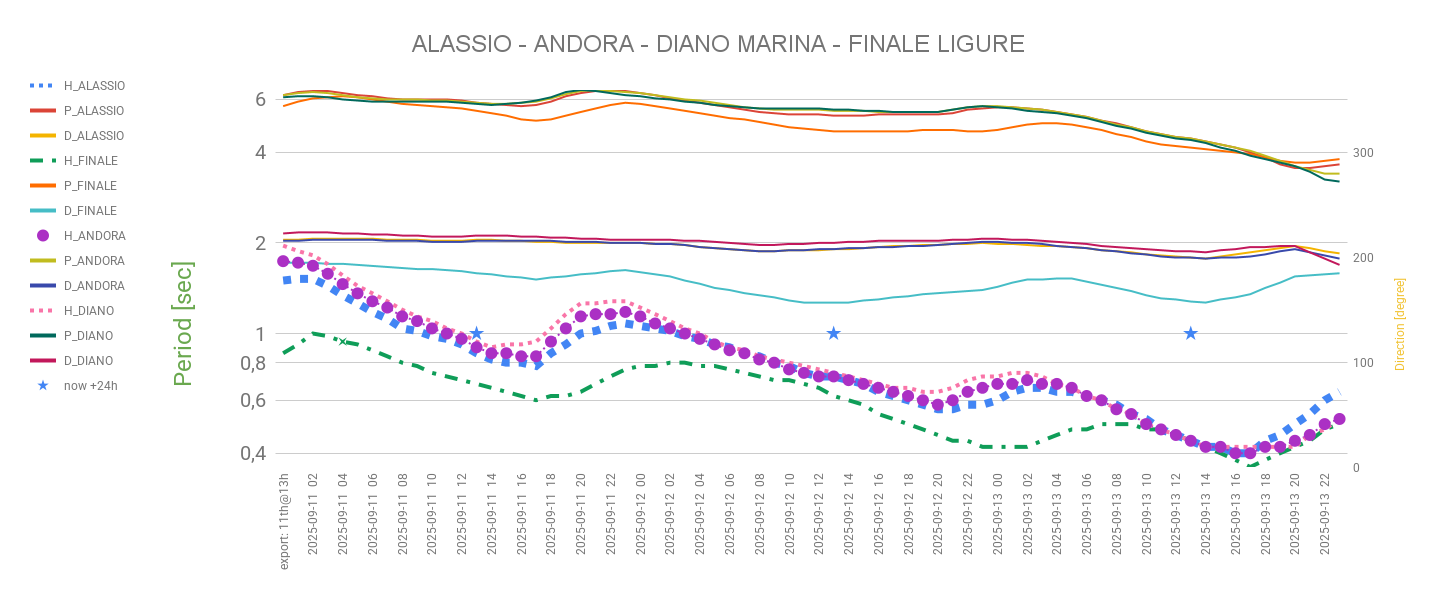 ALASSIO - ANDORA - DIANO MARINA - FINALE LIGURE
H_ALASSIO
P_ALASSIO
D_ALASSIO
H_FINALE
P_FINALE
D_FINALE
H_ANDORA
P_ANDORA
D_ANDORA
H_DIANO
P_DIANO
D_DIANO
now +24h
Period [sec]
6
4
2
1
0,8
0,6
0,4
300
200
100
0
Direction [degree]
export: 11th@13h
2025-09-11 02
2025-09-11 04
2025-09-11 06
2025-09-11 08
2025-09-11 10
2025-09-11 12
2025-09-11 14
2025-09-11 16
2025-09-11 18
2025-09-11 20
2025-09-11 22
2025-09-12 00
2025-09-12 02
2025-09-12 04
2025-09-12 06
2025-09-12 08
2025-09-12 10
2025-09-12 12
2025-09-12 14
2025-09-12 16
2025-09-12 18
2025-09-12 20
2025-09-12 22
2025-09-13 00
2025-09-13 02
2025-09-13 04
2025-09-13 06
2025-09-13 08
2025-09-13 10
2025-09-13 12
2025-09-13 14
2025-09-13 16
2025-09-13 18
2025-09-13 20
2025-09-13 22